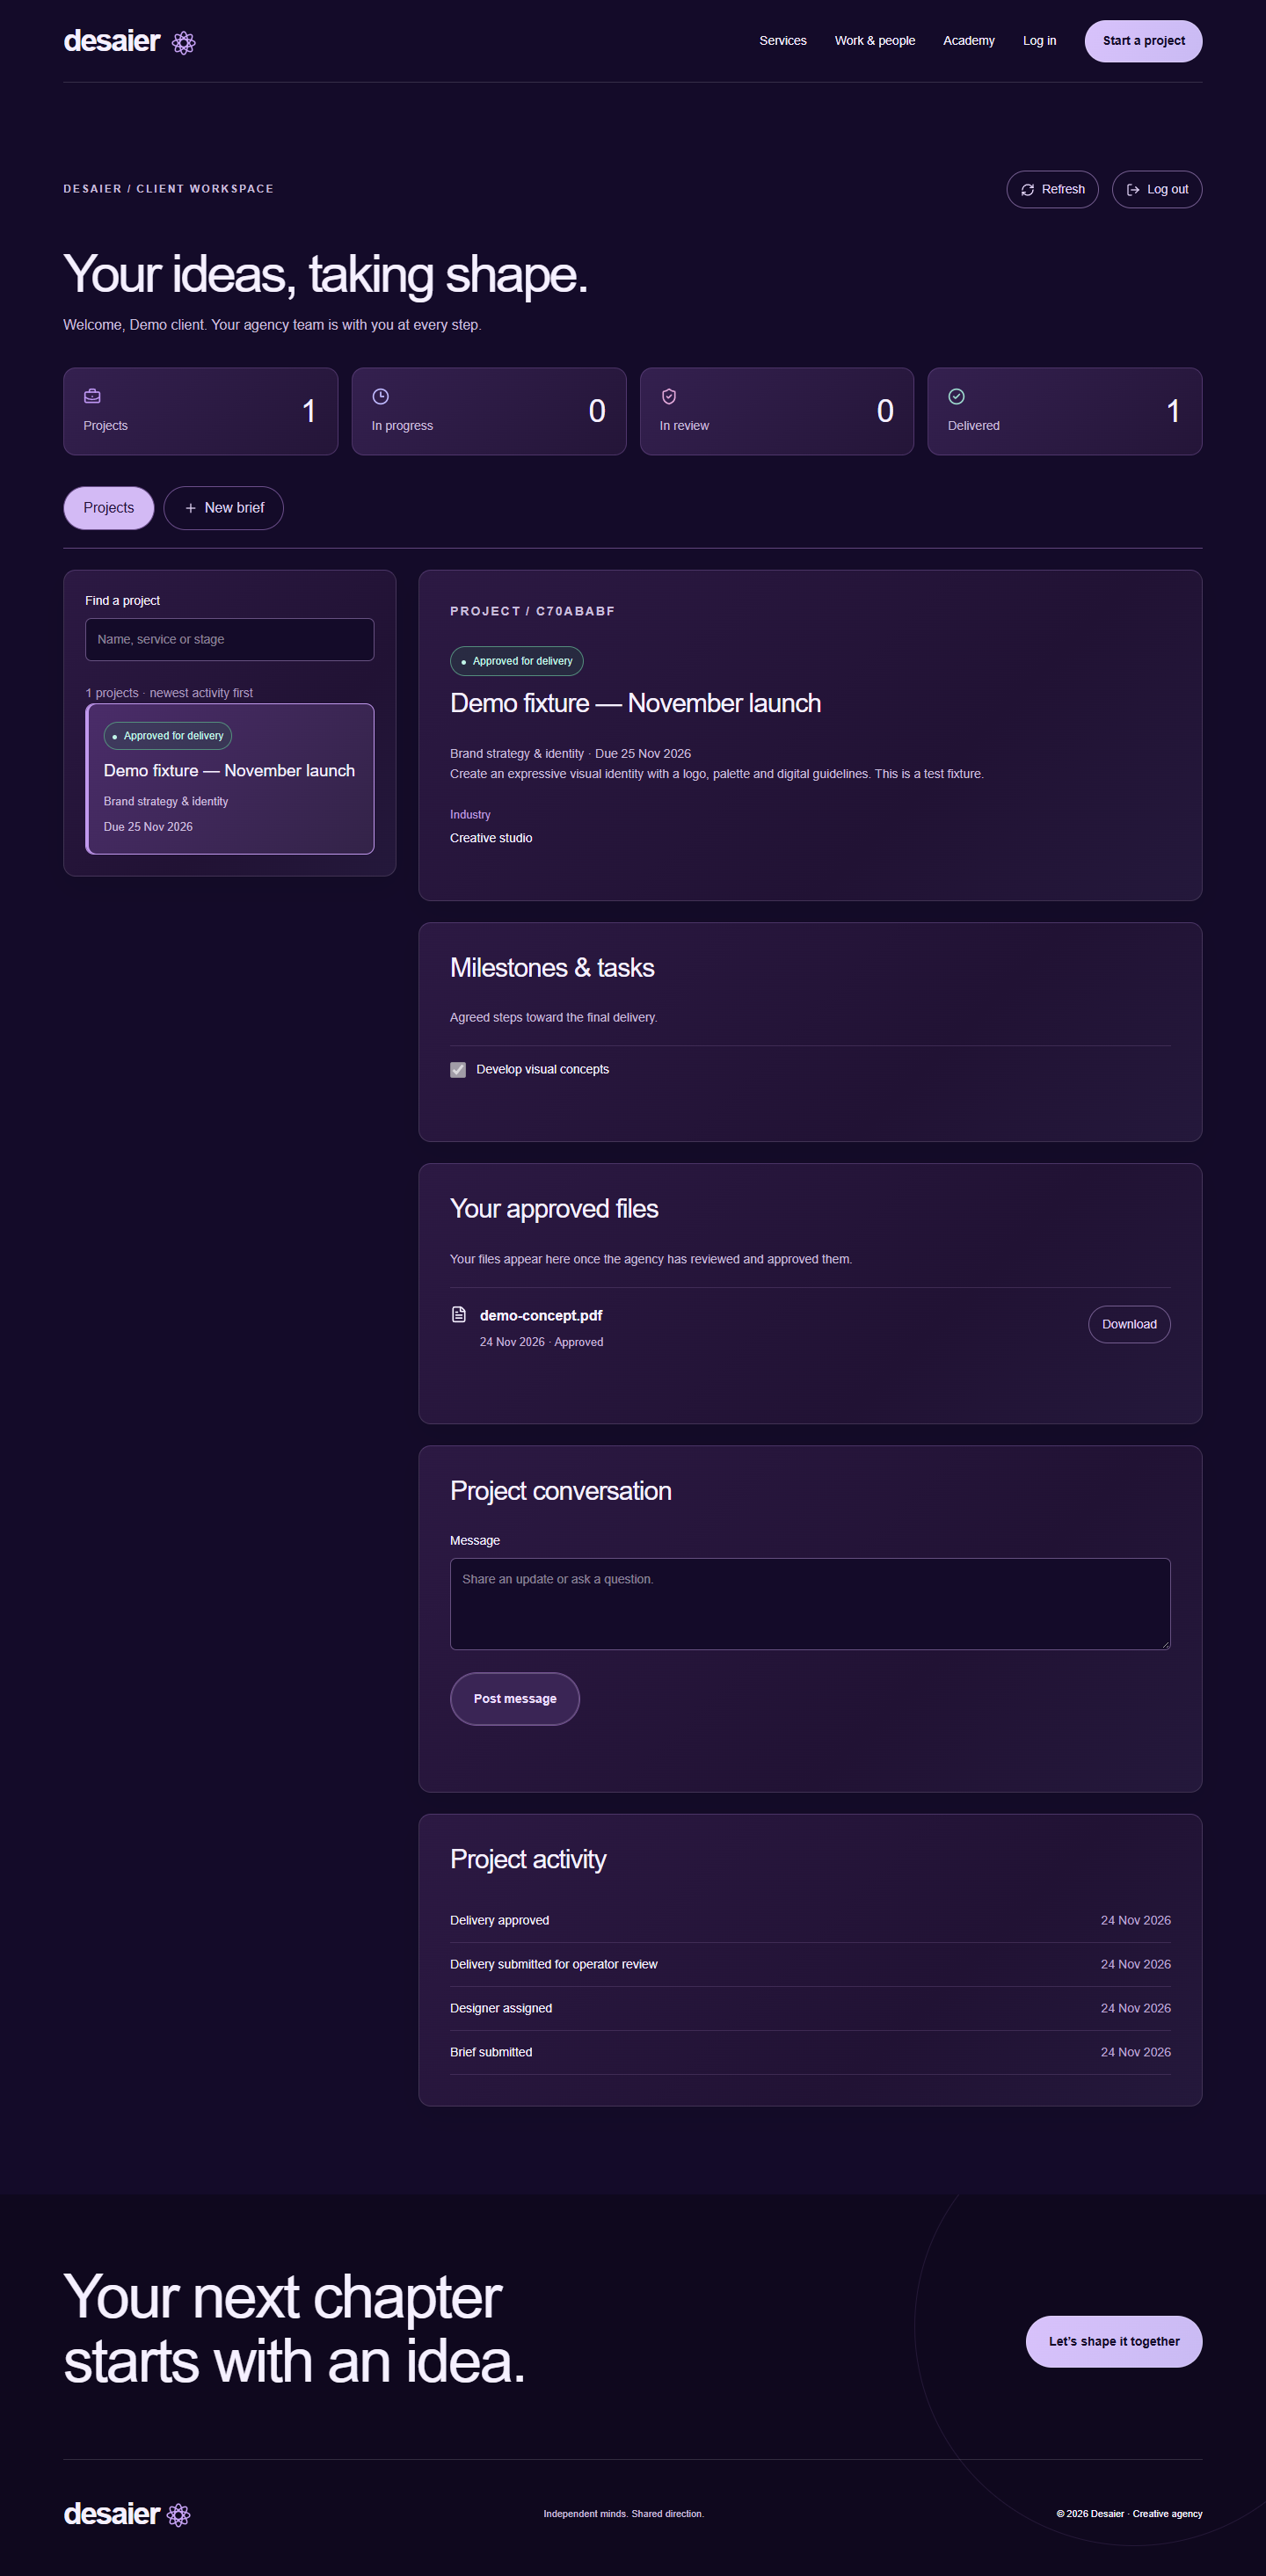 desaier
Services
Work & people
Academy
Log in
Start a project
DESAIER / CLIENT WORKSPACE
Refresh
Log out
Your ideas, taking shape.
Welcome, Demo client. Your agency team is with you at every step.
Projects
1
In progress
0
In review
0
Delivered
1
Projects
New brief
Find a project
Name, service or stage
1 projects · newest activity first
Approved for delivery
Demo fixture — November launch
Brand strategy & identity
Due 25 Nov 2026
PROJECT / C70ABABF
Approved for delivery
Demo fixture — November launch
Brand strategy & identity · Due 25 Nov 2026
Create an expressive visual identity with a logo, palette and digital guidelines. This is a test fixture.
Industry
Creative studio
Milestones & tasks
Agreed steps toward the final delivery.
Develop visual concepts
Your approved files
Your files appear here once the agency has reviewed and approved them.
demo-concept.pdf
24 Nov 2026 · Approved
Download
Project conversation
Message
Share an update or ask a question.
Post message
Project activity
Delivery approved
24 Nov 2026
Delivery submitted for operator review
24 Nov 2026
Designer assigned
24 Nov 2026
Brief submitted
24 Nov 2026
Your next chapter
starts with an idea.
Let's shape it together
desaier
Independent minds. Shared direction.
© 2026 Desaier · Creative agency